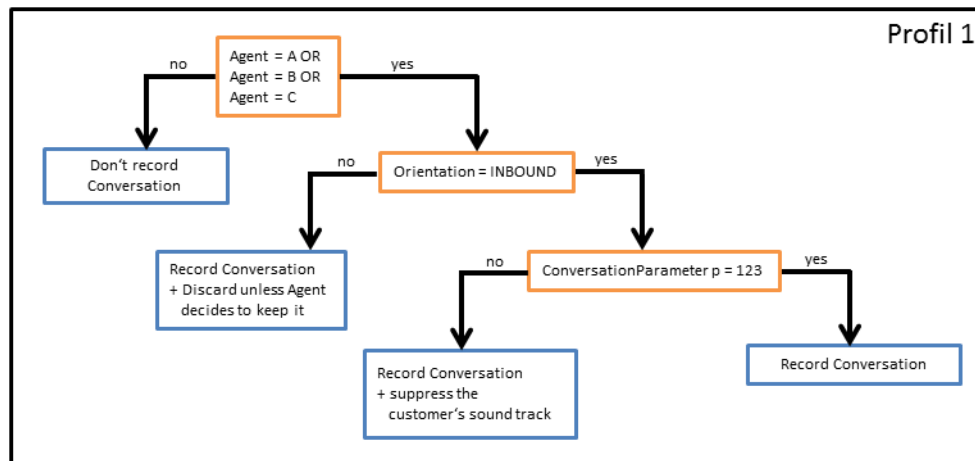 Profil 1
Agent = A OR
Agent = B OR
Agent = C
no
yes
Don‘t record
Conversation
no
Orientation = INBOUND
yes
Record Conversation
+ Discard unless Agent
decides to keep it
no
ConversationParameter p = 123
yes
Record Conversation
+ suppress the
customer‘s sound track
Record Conversation